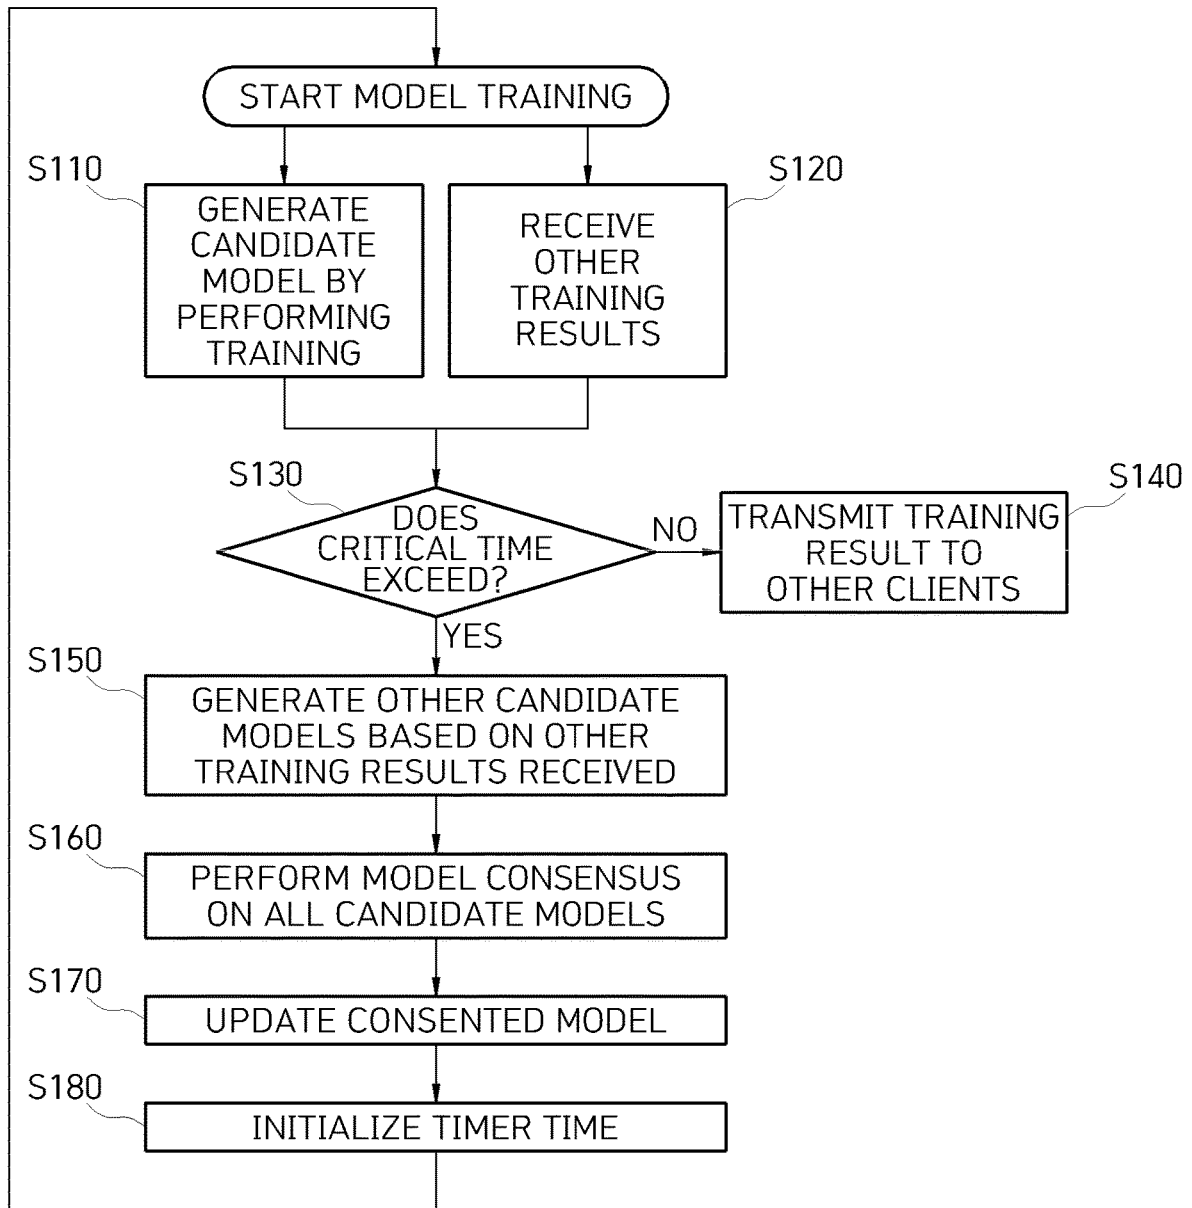 START MODEL TRAINING
S110
GENERATE
CANDIDATE
MODEL BY
PERFORMING
TRAINING
S120
RECEIVE
OTHER
TRAINING
RESULTS
S130
DOES
CRITICAL TIME
EXCEED?
NO
S140
TRANSMIT TRAINING
RESULT TO
OTHER CLIENTS
YES
S150
GENERATE OTHER CANDIDATE
MODELS BASED ON OTHER
TRAINING RESULTS RECEIVED
S160
PERFORM MODEL CONSENSUS
ON ALL CANDIDATE MODELS
S170
UPDATE CONSENTED MODEL
S180
INITIALIZE TIMER TIME